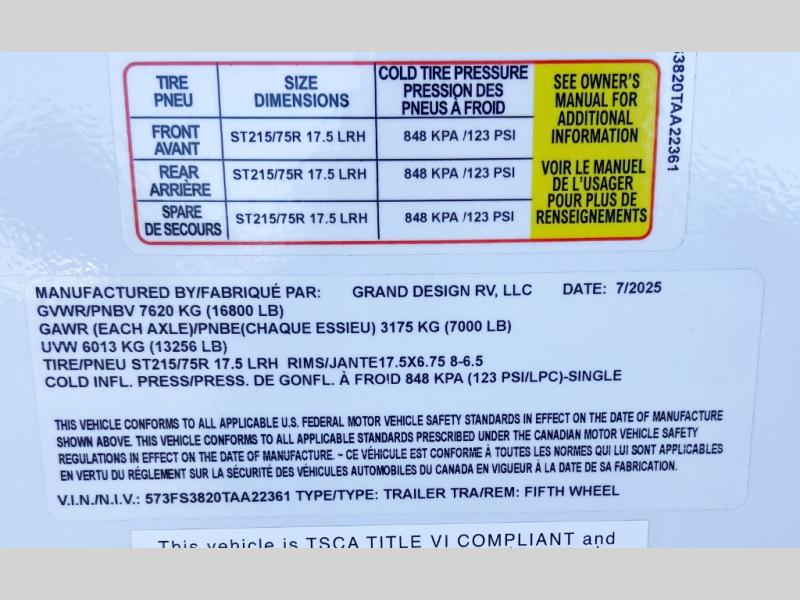 TIRE PNEU SIZE DIMENSIONS COLD TIRE PRESSURE PRESSION DES PNEUS À FROID
FRONT AVANT ST215/75R 17.5 LRH 848 KPA /123 PSI
REAR ARRIÈRE ST215/75R 17.5 LRH 848 KPA /123 PSI
SPARE DE SECOURS ST215/75R 17.5 LRH 848 KPA /123 PSI
SEE OWNER'S
MANUAL FOR
ADDITIONAL
INFORMATION
VOIR LE MANUEL
DE L'USAGER
POUR PLUS DE
RENSEIGNEMENTS
3820TAA22361
MANUFACTURED BY/FABRIQUÉ PAR: GRAND DESIGN RV, LLC DATE: 7/2025
GVWR/PNBV 7620 KG (16800 LB)
GAWR (EACH AXLE)/PNBE(CHAQUE ESSIEU) 3175 KG (7000 LB)
UVW 6013 KG (13256 LB)
TIRE/PNEU ST215/75R 17.5 LRH RIMS/JANTE17.5X6.75 8-6.5
COLD INFL. PRESS/PRESS. DE GONFL. À FROID 848 KPA (123 PSI/LPC)-SINGLE
THIS VEHICLE CONFORMS TO ALL APPLICABLE U.S. FEDERAL MOTOR VEHICLE SAFETY STANDARDS IN EFFECT ON THE DATE OF MANUFACTURE
SHOWN ABOVE. THIS VEHICLE CONFORMS TO ALL APPLICABLE STANDARDS PRESCRIBED UNDER THE CANADIAN MOTOR VEHICLE SAFETY
REGULATIONS IN EFFECT ON THE DATE OF MANUFACTURE. ~ CE VÉHICULE EST CONFORME À TOUTES LES NORMES QUI LUI SONT APPLICABLES
EN VERTU DU RÉGLEMENT SUR LA SÉCURITÉ DES VÉHICULES AUTOMOBILES DU CANADA EN VIGUEUR À LA DATE DE SA FABRICATION.
V.I.N./N.I.V.: 573FS3820TAA22361 TYPE/TYPE: TRAILER TRA/REM: FIFTH WHEEL
This vehicle is TSCA TITLE VI COMPLIANT and